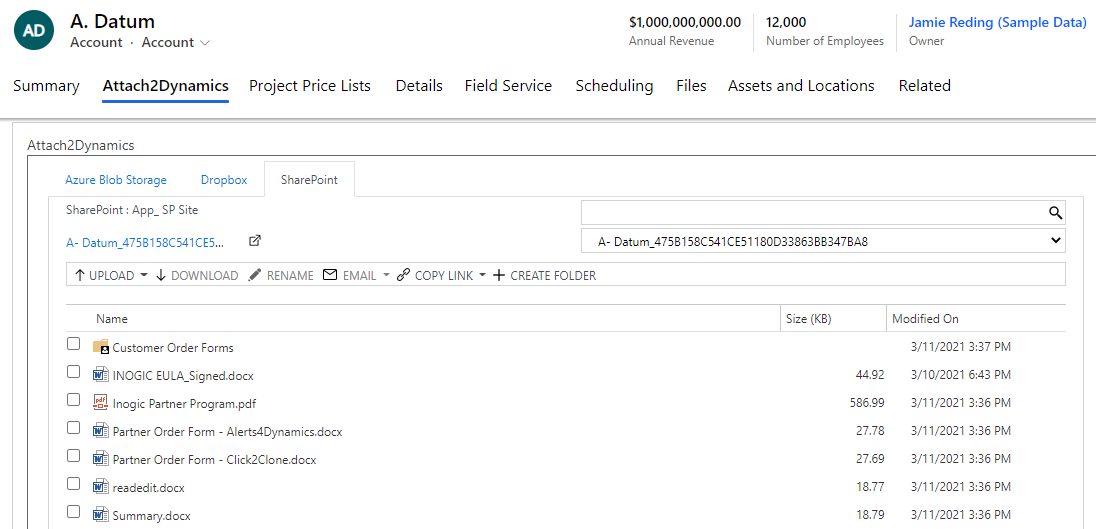 AD
A. Datum
Account · Account
$1,000,000,000.00
Annual Revenue
12,000
Number of Employees
Jamie Reding (Sample Data)
Owner
Summary Attach2Dynamics Project Price Lists Details Field Service Scheduling Files Assets and Locations Related
Attach2Dynamics
Azure Blob Storage Dropbox SharePoint
SharePoint : App_ SP Site
A- Datum_475B158C541CE5... A- Datum_475B158C541CE51180D33863BB347BA8
UPLOAD DOWNLOAD RENAME EMAIL COPY LINK CREATE FOLDER
Name Size (KB) Modified On
Customer Order Forms 3/11/2021 3:37 PM
INOGIC EULA_Signed.docx 44.92 3/10/2021 6:43 PM
Inogic Partner Program.pdf 586.99 3/11/2021 3:36 PM
Partner Order Form - Alerts4Dynamics.docx 27.78 3/11/2021 3:36 PM
Partner Order Form - Click2Clone.docx 27.69 3/11/2021 3:36 PM
readedit.docx 18.77 3/11/2021 3:36 PM
Summary.docx 18.79 3/11/2021 3:36 PM